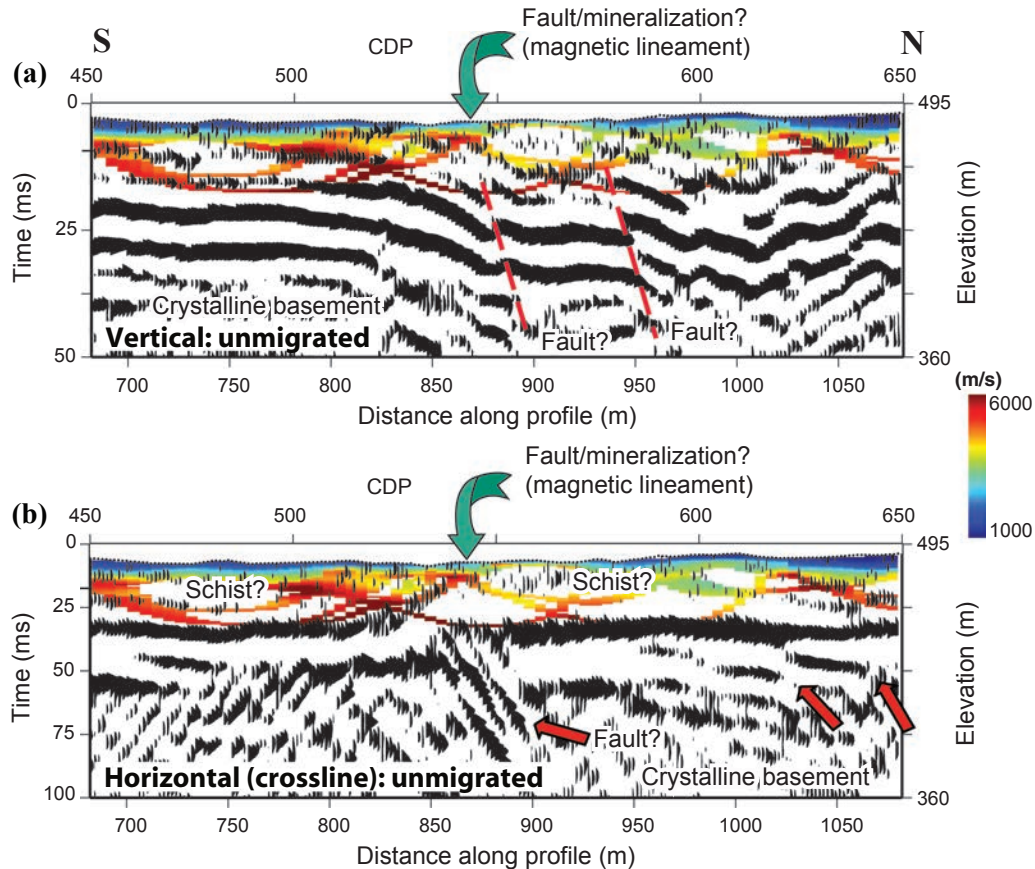 Fault/mineralization?
S CDP (magnetic lineament) N
(a)
450 500 600 650
0 495
Time (ms)
25
Elevation (m)
Crystalline basement
Fault? Fault?
Vertical: unmigrated
50 360
700 750 800 850 900 950 1000 1050
Distance along profile (m)
(m/s)
6000
1000
Fault/mineralization?
CDP (magnetic lineament)
(b)
450 500 600 650
0 495
Schist? Schist?
25
Time (ms)
Elevation (m)
50
75
Fault?
Horizontal (crossline): unmigrated Crystalline basement
100 360
700 750 800 850 900 950 1000 1050
Distance along profile (m)